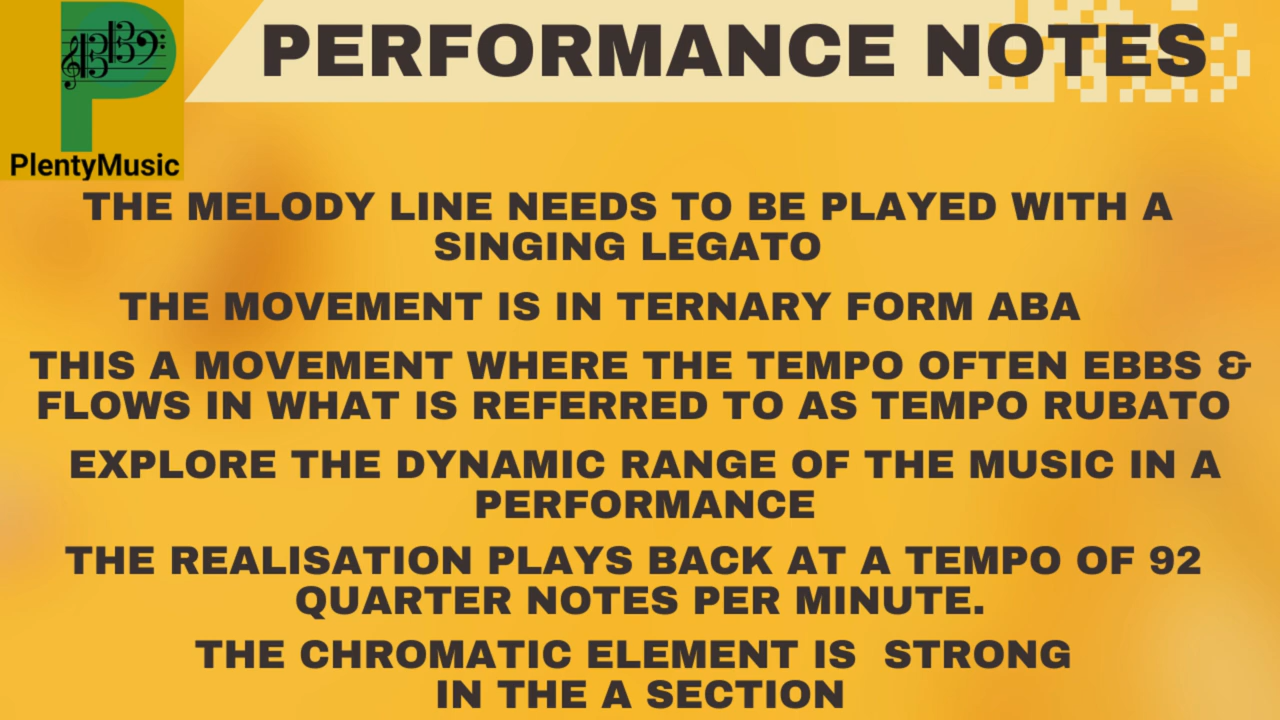 PERFORMANCE NOTES
PlentyMusic
THE MELODY LINE NEEDS TO BE PLAYED WITH A
SINGING LEGATO
THE MOVEMENT IS IN TERNARY FORM ABA
THIS A MOVEMENT WHERE THE TEMPO OFTEN EBBS &
FLOWS IN WHAT IS REFERRED TO AS TEMPO RUBATO
EXPLORE THE DYNAMIC RANGE OF THE MUSIC IN A
PERFORMANCE
THE REALISATION PLAYS BACK AT A TEMPO OF 92
QUARTER NOTES PER MINUTE.
THE CHROMATIC ELEMENT IS  STRONG
IN THE A SECTION